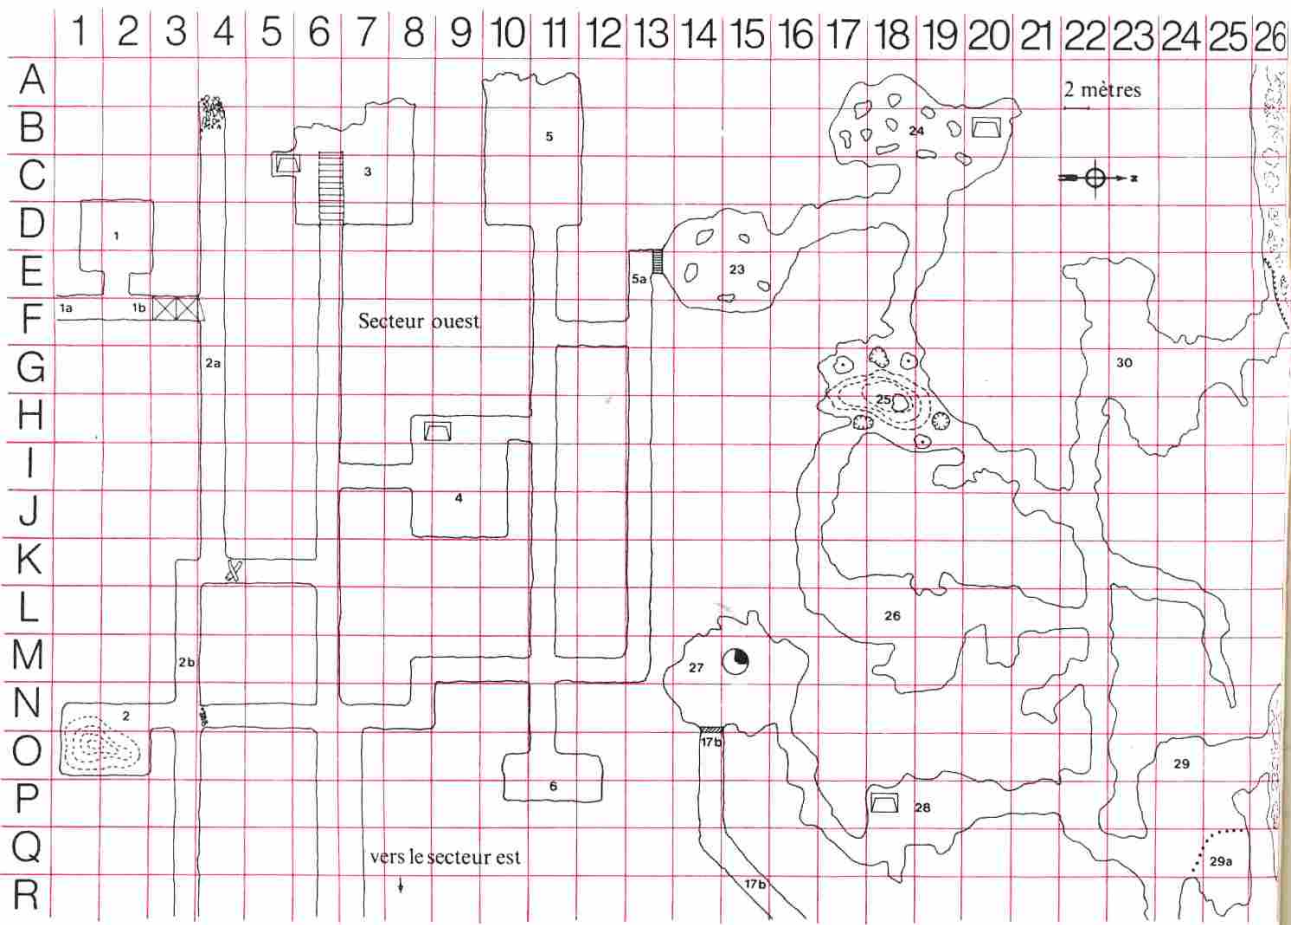 1 2 3 4 5 6 7 8 9 10 11 12 13 14 15 16 17 18 19 20 21 22 23 24 25 26
A
2 mètres
B
5
24
C
3
N
D
1
E
5a
23
F
1a
1b
Secteur ouest
G
2a
30
H
25
I
J
4
K
L
26
M
2b
27
N
2
O
17b
29
P
6
28
Q
vers le secteur est
29a
R
17b